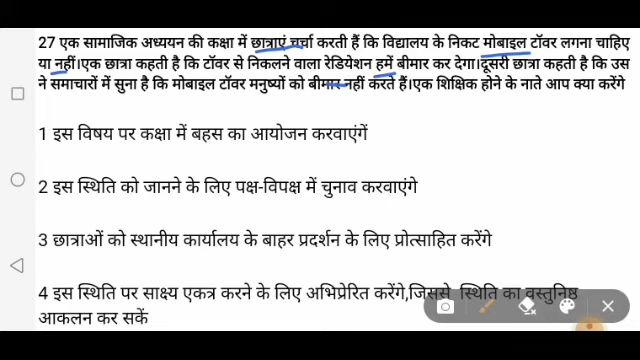 27 एक सामाजिक अध्ययन की कक्षा में छात्राएं चर्चा करती हैं कि विद्यालय के निकट मोबाइल टॉवर लगना चाहिए
या नहीं।एक छात्रा कहती है कि टॉवर से निकलने वाला रेडियेशन हमें बीमार कर देगा।दूसरी छात्रा कहती है कि उस
ने समाचारों में सुना है कि मोबाइल टॉवर मनुष्यों को बीमार नहीं करते हैं।एक शिक्षिक होने के नाते आप क्या करेंगे
1 इस विषय पर कक्षा में बहस का आयोजन करवाएंगें
2 इस स्थिति को जानने के लिए पक्ष-विपक्ष में चुनाव करवाएंगे
3 छात्राओं को स्थानीय कार्यालय के बाहर प्रदर्शन के लिए प्रोत्साहित करेंगे
4 इस स्थिति पर साक्ष्य एकत्र करने के लिए अभिप्रेरित करेंगे,जिससे स्थिति का वस्तुनिष्ठ
आकलन कर सकें